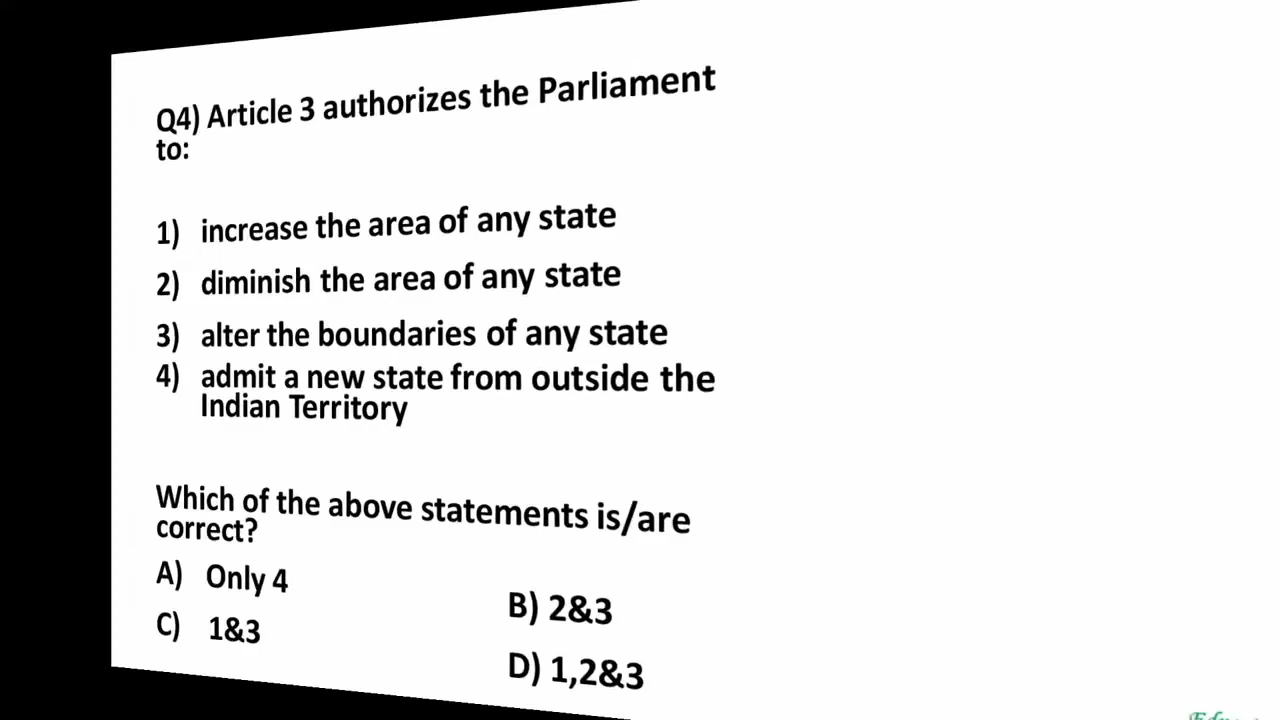 Q4) Article 3 authorizes the Parliament
to:
1) increase the area of any state
2) diminish the area of any state
3) alter the boundaries of any state
4) admit a new state from outside the
Indian Territory
Which of the above statements is/are
correct?
A) Only 4
B) 2&3
C) 1&3
D) 1,2&3